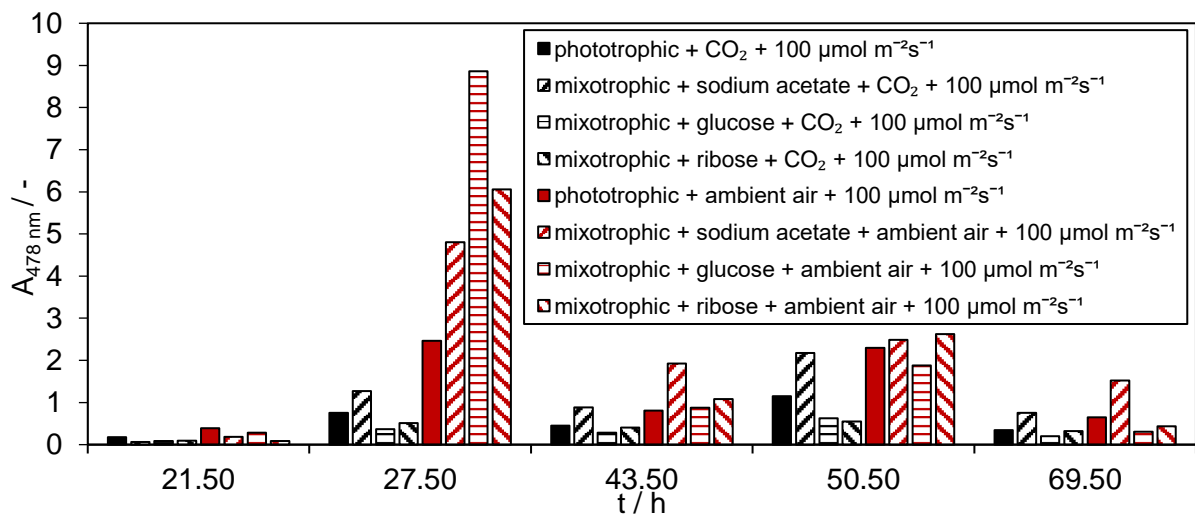 10
9
8
7
6
5
4
3
2
1
0
A478 nm / -
phototrophic + CO₂ + 100 µmol m⁻²s⁻¹
mixotrophic + sodium acetate + CO₂ + 100 µmol m⁻²s⁻¹
mixotrophic + glucose + CO₂ + 100 µmol m⁻²s⁻¹
mixotrophic + ribose + CO₂ + 100 µmol m⁻²s⁻¹
phototrophic + ambient air + 100 µmol m⁻²s⁻¹
mixotrophic + sodium acetate + ambient air + 100 µmol m⁻²s⁻¹
mixotrophic + glucose + ambient air + 100 µmol m⁻²s⁻¹
mixotrophic + ribose + ambient air + 100 µmol m⁻²s⁻¹
21.50 27.50 43.50 50.50 69.50
t / h